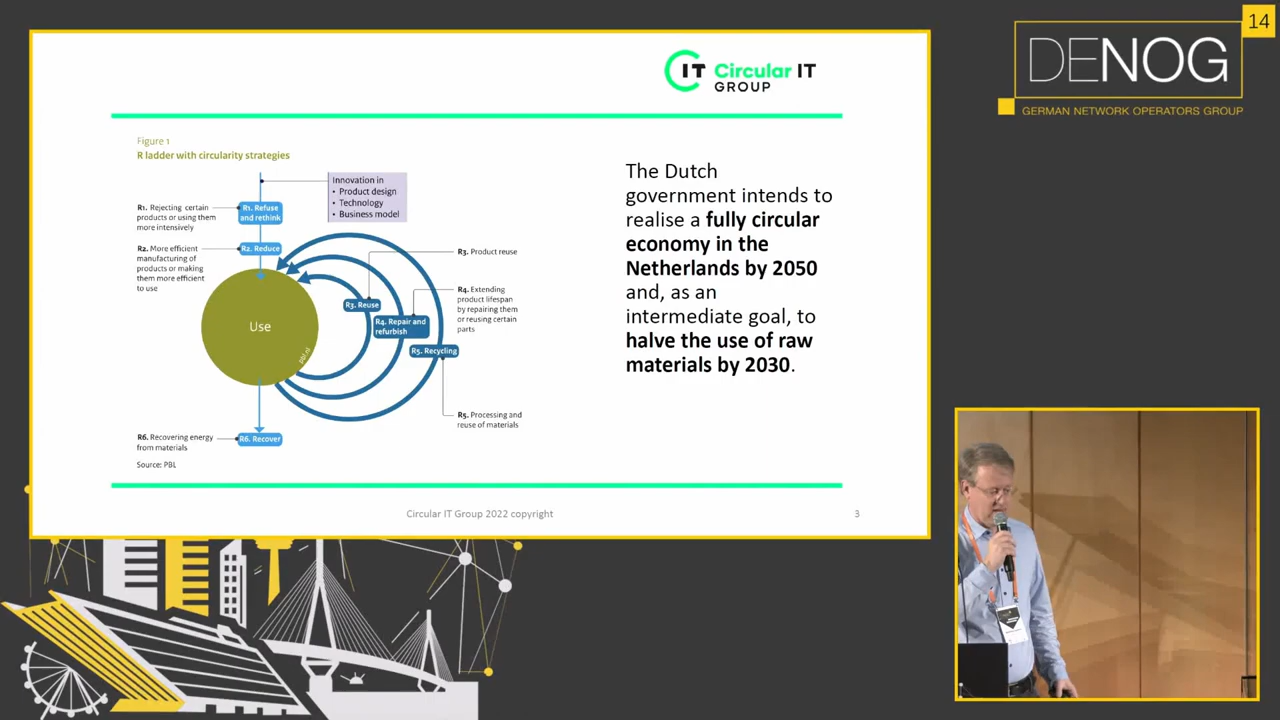 IT Circular IT
GROUP
Figure 1
R ladder with circularity strategies
Innovation in
• Product design
• Technology
• Business model
R1. Rejecting certain
products or using them
more intensively
R1. Refuse
and rethink
R2. More efficient
manufacturing of
products or making
them more efficient
to use
R2. Reduce
Use
pbl.nl
R3. Reuse
R4. Repair and
refurbish
R5. Recycling
R3. Product reuse
R4. Extending
product lifespan
by repairing them
or reusing certain
parts
R5. Processing and
reuse of materials
R6. Recovering energy
from materials
R6. Recover
Source: PBL
The Dutch
government intends to
realise a fully circular
economy in the
Netherlands by 2050
and, as an
intermediate goal, to
halve the use of raw
materials by 2030.
Circular IT Group 2022 copyright
3
14
DENOG
GERMAN NETWORK OPERATORS GROUP